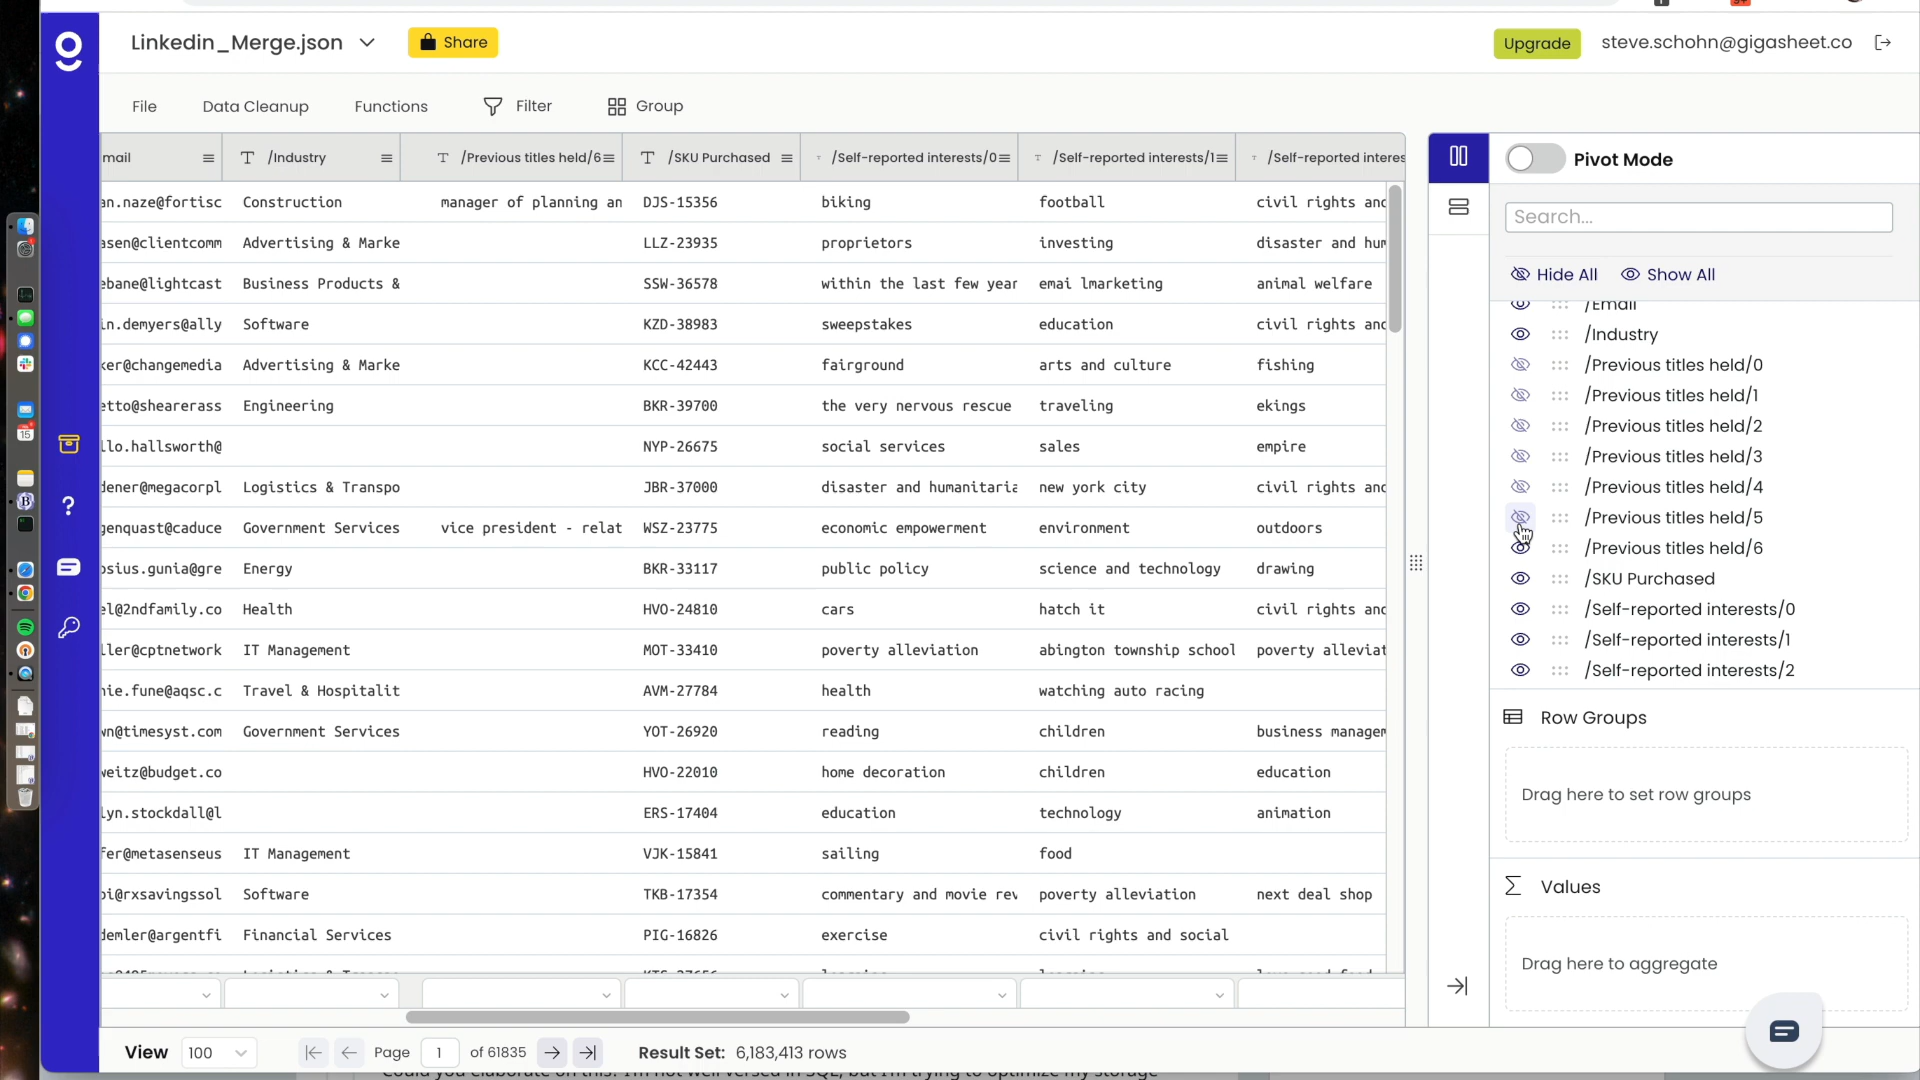 Linkedin_Merge.json
Share
Upgrade
steve.schohn@gigasheet.co
File
Data Cleanup
Functions
Filter
Group
mail /Industry /Previous titles held/6 /SKU Purchased /Self-reported interests/0 /Self-reported interests/1 /Self-reported interes
an.naze@fortisc Construction manager of planning an DJS-15356 biking football civil rights and
asen@clientcomm Advertising & Marke LLZ-23935 proprietors investing disaster and hum
ebane@lightcast Business Products & SSW-36578 within the last few year emai lmarketing animal welfare
in.demyers@ally Software KZD-38983 sweepstakes education civil rights and
ker@changemedia Advertising & Marke KCC-42443 fairground arts and culture fishing
etto@shearerass Engineering BKR-39700 the very nervous rescue traveling ekings
llo.hallsworth@ NYP-26675 social services sales empire
dener@megacorpl Logistics & Transpo JBR-37000 disaster and humanitaria new york city civil rights and
genquast@caduce Government Services vice president - relat WSZ-23775 economic empowerment environment outdoors
osius.gunia@gre Energy BKR-33117 public policy science and technology drawing
el@2ndfamily.co Health HVO-24810 cars hatch it civil rights and
ller@cptnetwork IT Management MOT-33410 poverty alleviation abington township school poverty alleviat
nie.fune@aqsc.c Travel & Hospitalit AVM-27784 health watching auto racing
wn@timesyst.com Government Services YOT-26920 reading children business managem
weitz@budget.co HVO-22010 home decoration children education
lyn.stockdall@l ERS-17404 education technology animation
fer@metasenseus IT Management VJK-15841 sailing food
oi@rxsavingssol Software TKB-17354 commentary and movie rev poverty alleviation next deal shop
demler@argentfi Financial Services PIG-16826 exercise civil rights and social
View 100 Page 1 of 61835 Result Set: 6,183,413 rows
Pivot Mode
Search...
Hide All Show All
/Email
/Industry
/Previous titles held/0
/Previous titles held/1
/Previous titles held/2
/Previous titles held/3
/Previous titles held/4
/Previous titles held/5
/Previous titles held/6
/SKU Purchased
/Self-reported interests/0
/Self-reported interests/1
/Self-reported interests/2
Row Groups
Drag here to set row groups
Values
Drag here to aggregate